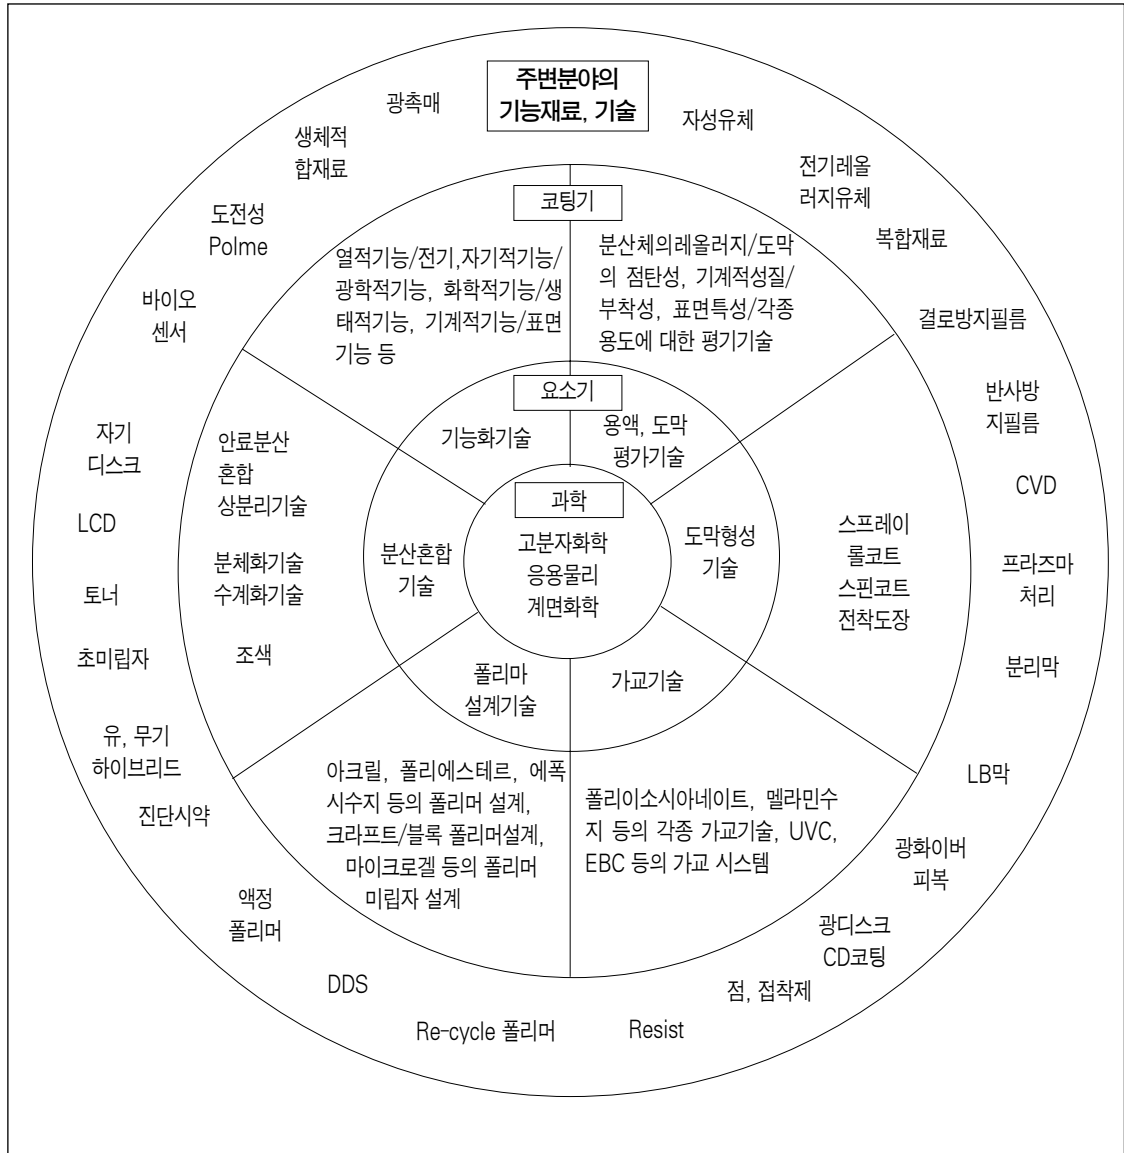 주변분야의
기능재료, 기술
광촉매
자성유체
생체적
합재료
전기레올
러지유체
도전성
Polme
복합재료
바이오
센서
결로방지필름
자기
디스크
반사방
지필름
LCD
CVD
토너
프라즈마
처리
초미립자
분리막
유, 무기
하이브리드
LB막
진단시약
광화이버
피복
액정
폴리머
광디스크
CD코팅
DDS
점, 접착제
Re-cycle 폴리머
Resist
코팅기
열적기능/전기,자기적기능/
광학적기능, 화학적기능/생
태적기능, 기계적기능/표면
기능 등
분산체의레올러지/도막
의 점탄성, 기계적성질/
부착성, 표면특성/각종
용도에 대한 평기기술
안료분산
혼합
상분리기술
분체화기술
수계화기술
조색
스프레이
롤코트
스핀코트
전착도장
아크릴, 폴리에스테르, 에폭
시수지 등의 폴리머 설계,
크라프트/블록 폴리머설계,
마이크로겔 등의 폴리머
미립자 설계
폴리이소시아네이트, 멜라민수
지 등의 각종 가교기술, UVC,
EBC 등의 가교 시스템
요소기
기능화기술
용액, 도막
평가기술
분산혼합
기술
도막형성
기술
폴리마
설계기술
가교기술
과학
고분자화학
응용물리
계면화학